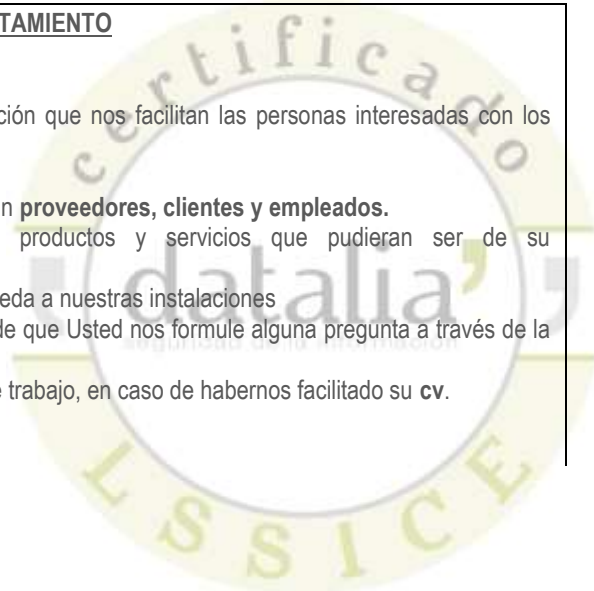 TAMIENTO
certificado
ción que nos facilitan las personas interesadas con los
n proveedores, clientes y empleados.
productos y servicios que pudieran ser de su
datalia
eda a nuestras instalaciones
de que Usted nos formule alguna pregunta a través de la
seguridad de la información
e trabajo, en caso de habernos facilitado su cv.
LSSICE